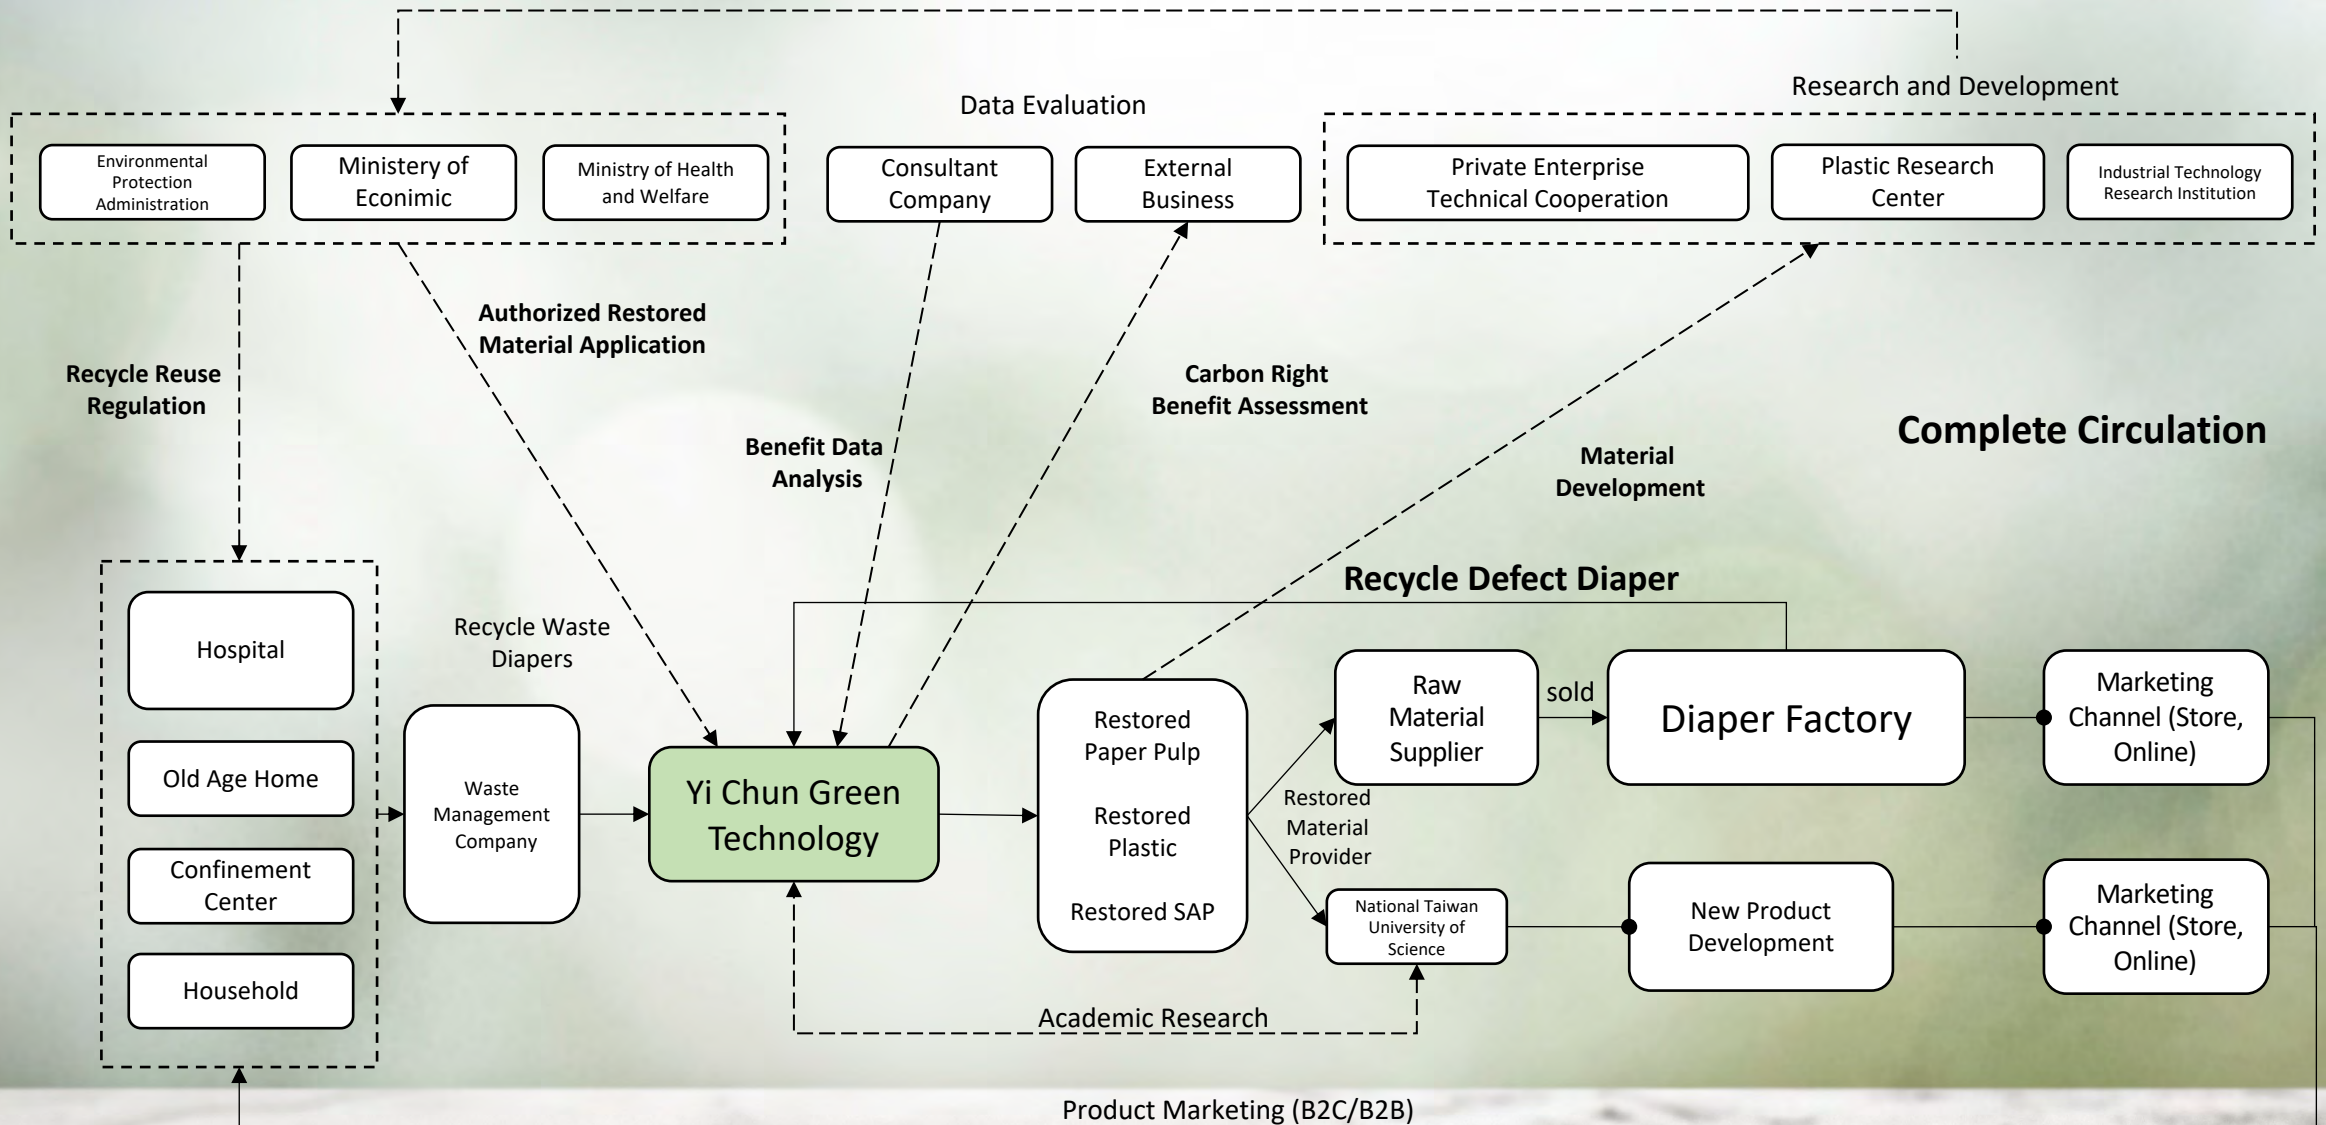 Research and Development
Data Evaluation
Environmental
Protection
Administration
Ministery of
Econimic
Ministry of Health
and Welfare
Consultant
Company
External
Business
Private Enterprise
Technical Cooperation
Plastic Research
Center
Industrial Technology
Research Institution
Authorized Restored
Material Application
Recycle Reuse
Regulation
Carbon Right
Benefit Assessment
Benefit Data
Analysis
Material
Development
Complete Circulation
Recycle Defect Diaper
Hospital
Old Age Home
Confinement
Center
Household
Recycle Waste
Diapers
Waste
Management
Company
Yi Chun Green
Technology
Restored
Paper Pulp
Restored
Plastic
Restored SAP
Raw
Material
Supplier
sold
Diaper Factory
Marketing
Channel (Store,
Online)
Restored
Material
Provider
National Taiwan
University of
Science
New Product
Development
Marketing
Channel (Store,
Online)
Academic Research
Product Marketing (B2C/B2B)